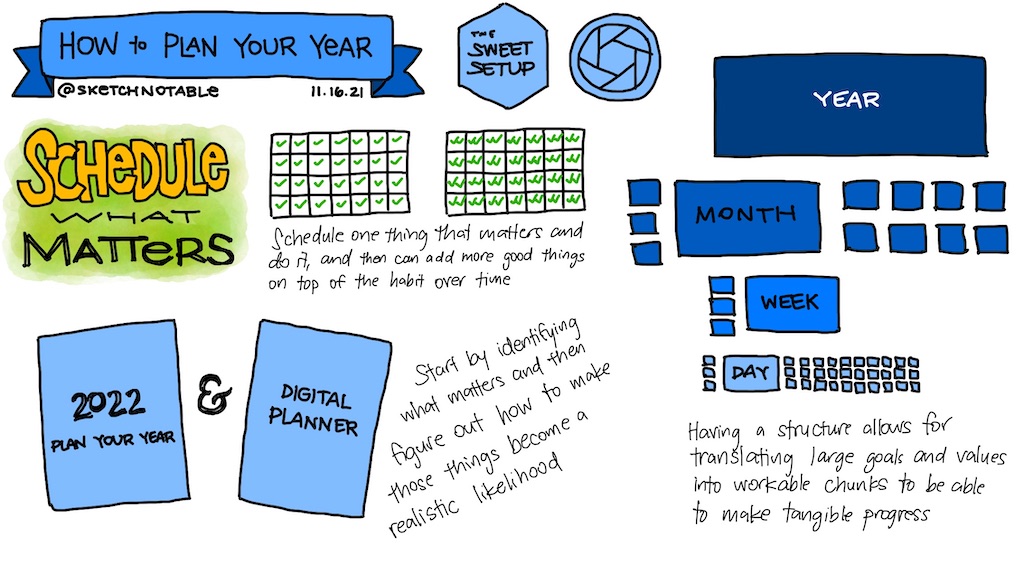 HOW to PLAN YOUR YEAR
@SKETCHNOTABLE 11.16.21
THE
SWEET
SETUP
SCHEDULE
WHAT
MATTERS
Schedule one thing that matters and
do it, and then can add more good things
on top of the habit over time
2022
PLAN YOUR YEAR
&
DIGITAL
PLANNER
Start by identifying
what matters and then
figure out how to make
those things become a
realistic likelihood
YEAR
MONTH
WEEK
DAY
Having a structure allows for
translating large goals and values
into workable chunks to be able
to make tangible progress